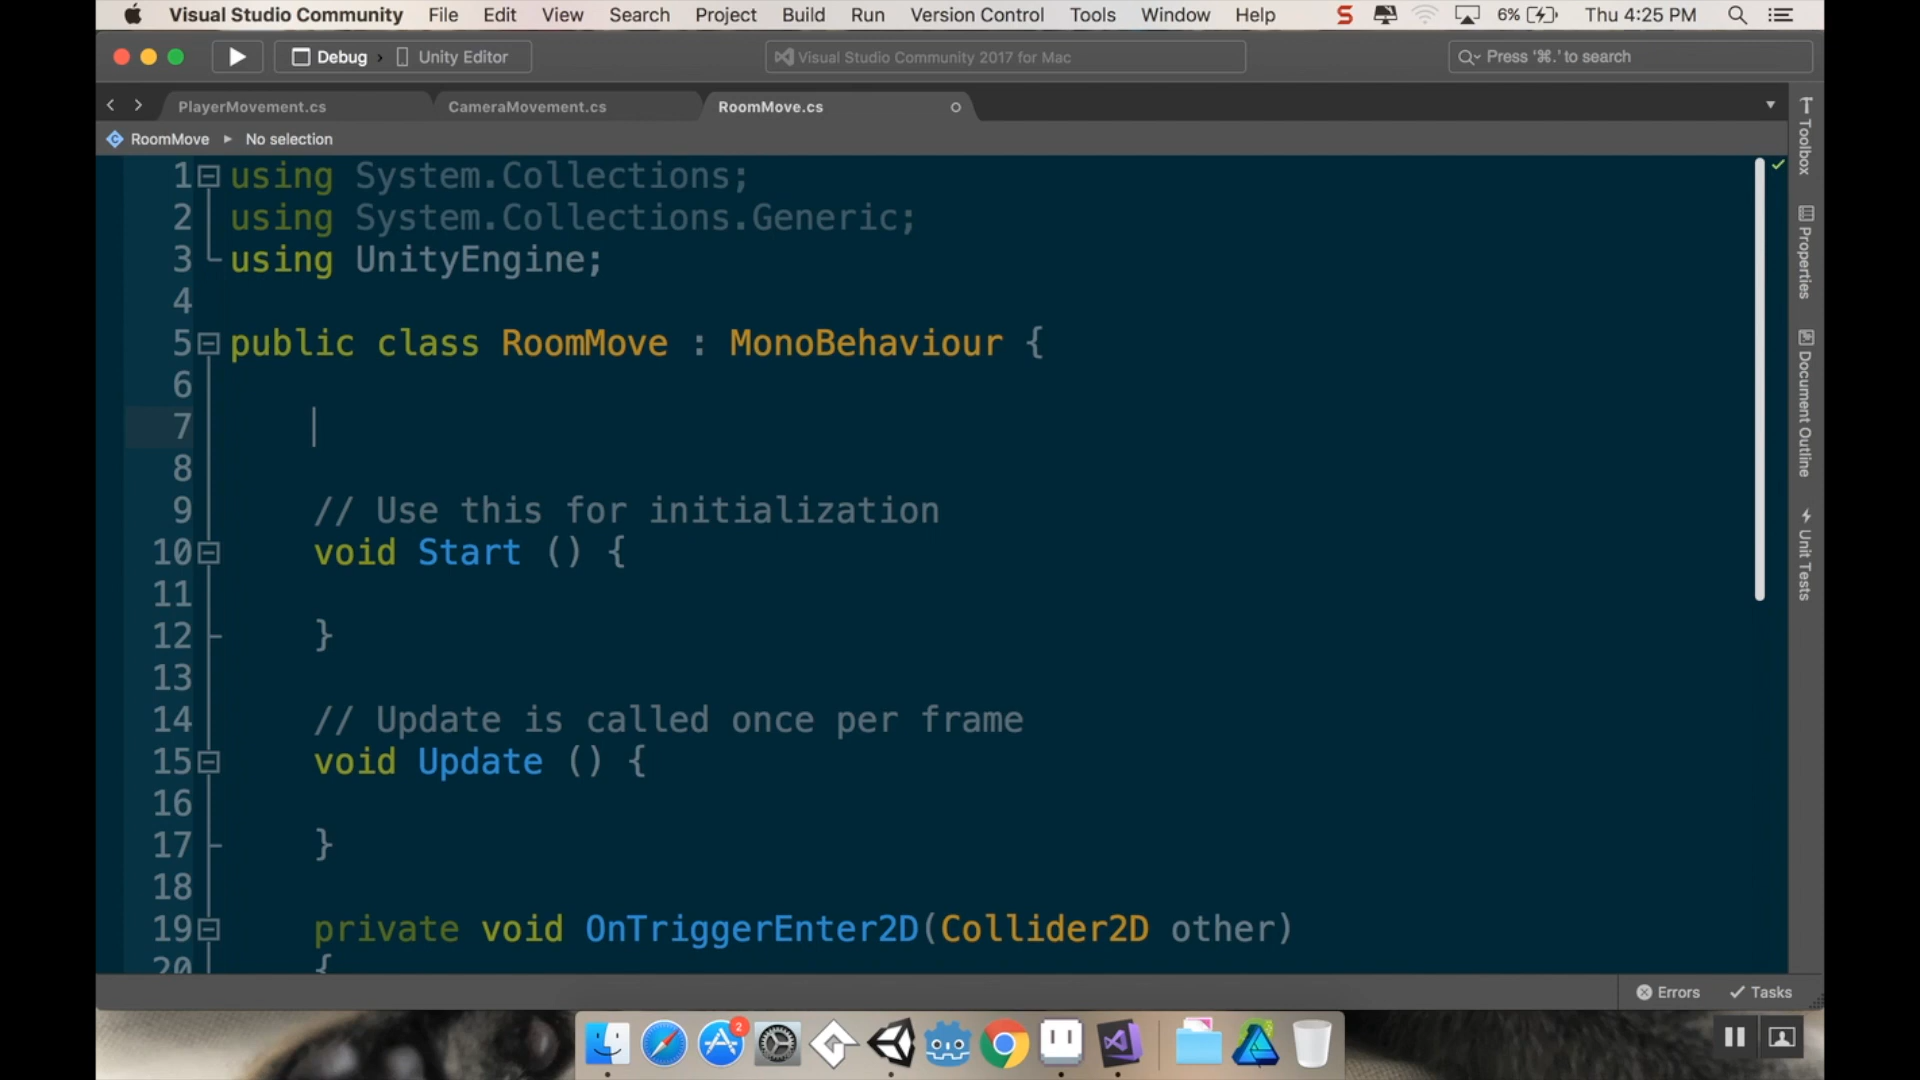 Visual Studio Community File Edit View Search Project Build Run Version Control Tools Window Help S 6% Thu 4:25 PM
Debug › Unity Editor Visual Studio Community 2017 for Mac Press '⌘.' to search
PlayerMovement.cs CameraMovement.cs RoomMove.cs
RoomMove ▸ No selection
Toolbox
Properties
Document Outline
Unit Tests
1 using System.Collections;
2 using System.Collections.Generic;
3 using UnityEngine;
4
5 public class RoomMove : MonoBehaviour {
6
7
8
9 // Use this for initialization
10 void Start () {
11
12 }
13
14 // Update is called once per frame
15 void Update () {
16
17 }
18
19 private void OnTriggerEnter2D(Collider2D other)
20 {
Errors Tasks
2